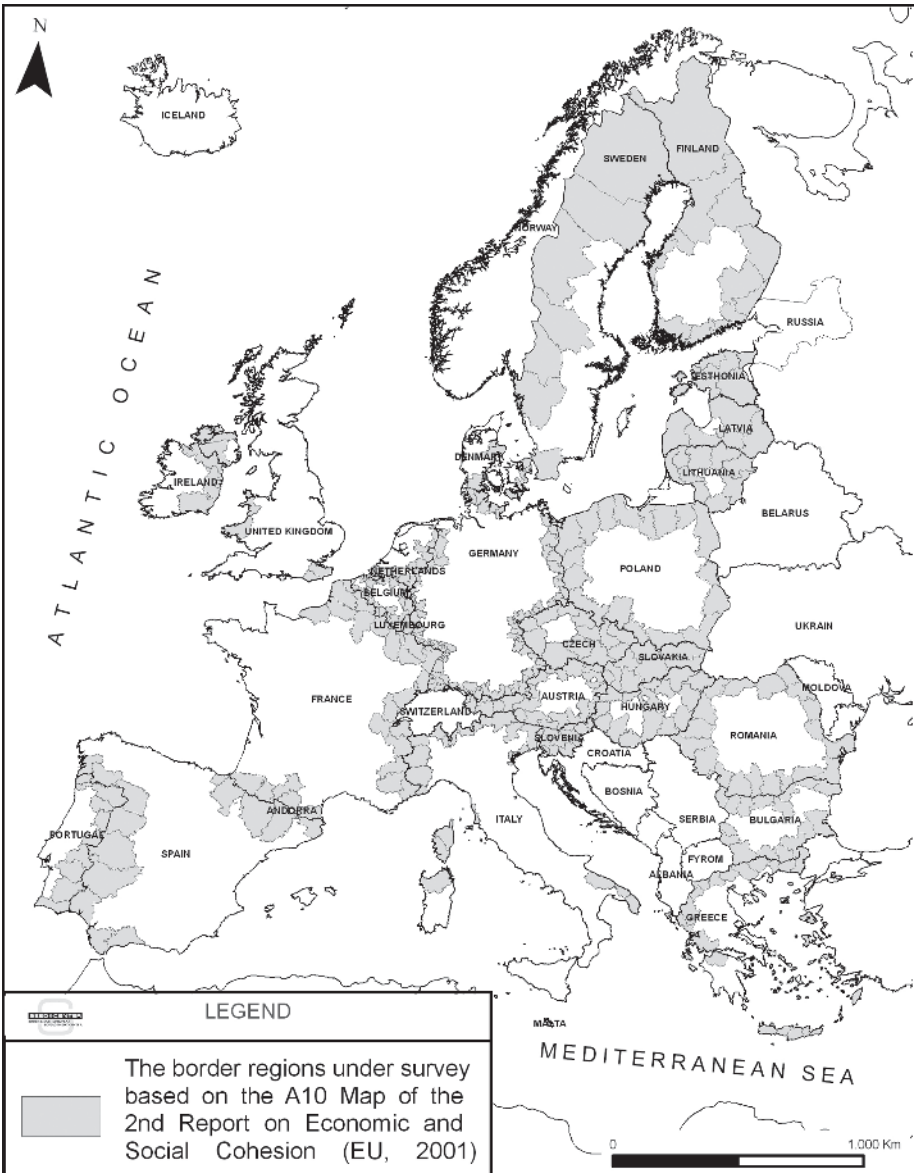 N
ICELAND
SWEDEN
FINLAND
NORWAY
RUSSIA
ESTHONIA
LATVIA
LITHUANIA
DENMARK
IRELAND
UNITED KINGDOM
ATLANTIC OCEAN
BELARUS
GERMANY
NETHERLANDS
POLAND
BELGIUM
LUXEMBOURG
UKRAIN
CZECH
SLOVAKIA
FRANCE
SWITZERLAND
AUSTRIA
HUNGARY
MOLDOVA
SLOVENIA
CROATIA
ROMANIA
BOSNIA
ANDORRA
ITALY
SERBIA
BULGARIA
PORTUGAL
SPAIN
FYROM
ALBANIA
GREECE
MALTA
MEDITERRANEAN SEA
LEGEND
The border regions under survey
based on the A10 Map of the
2nd Report on Economic and
Social Cohesion (EU, 2001)
0 1.000 Km